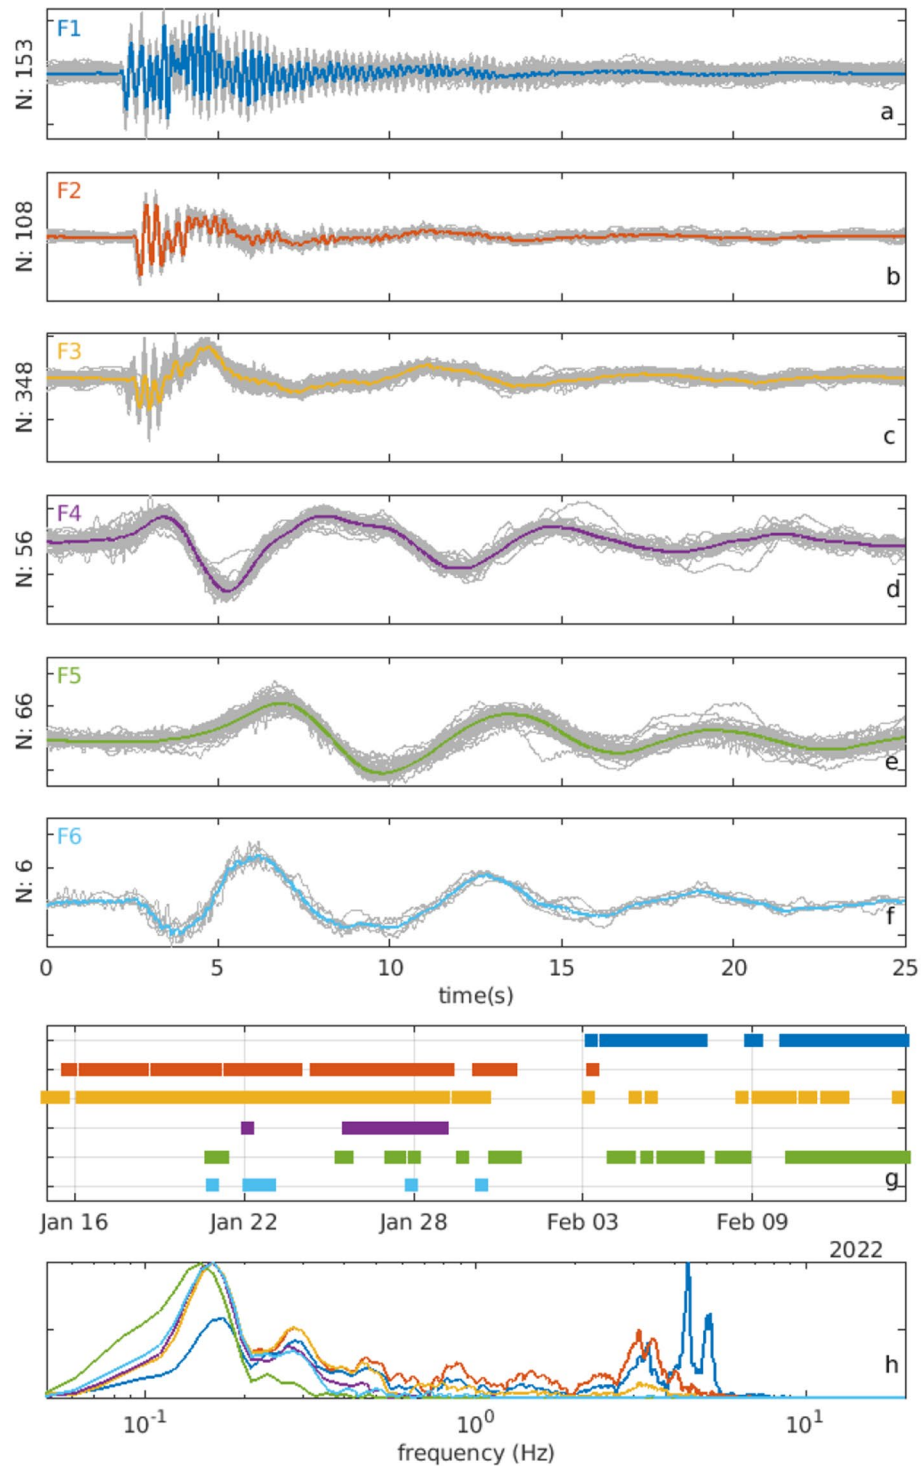 F1
N: 153
a
F2
N: 108
b
F3
N: 348
c
F4
N: 56
d
F5
N: 66
e
F6
N: 6
f
0 5 10 15 20 25
time(s)
g
Jan 16 Jan 22 Jan 28 Feb 03 Feb 09
2022
h
10-1 100 101
frequency (Hz)